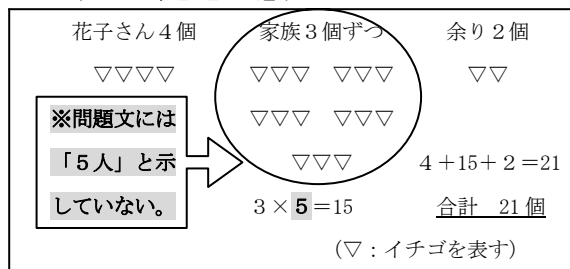 花子さん４個　家族３個ずつ　余り２個
▽▽▽▽　▽▽▽　▽▽▽　▽▽
※問題文には　▽▽▽　▽▽▽
「５人」と示　▽▽▽　４＋15＋２＝21
していない。　３×５＝15　合計　21個
（▽：イチゴを表す）